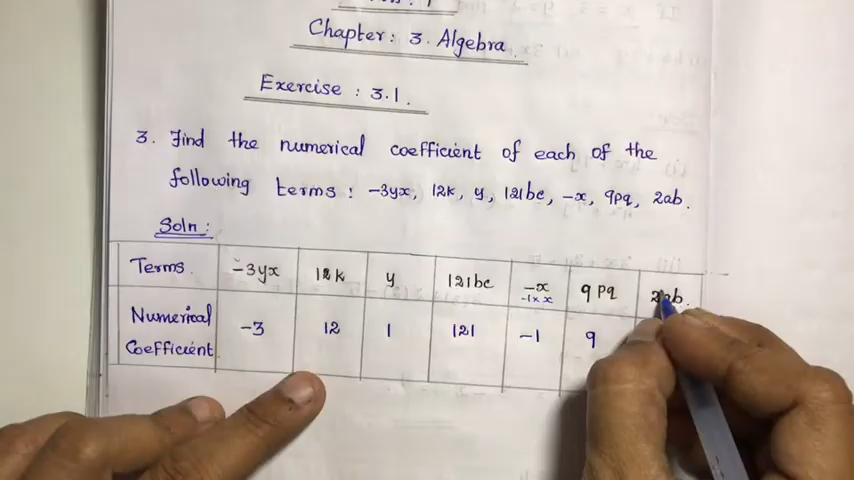 Chapter: 3. Algebra
Exercise : 3.1.
3. Find the numerical coefficient of each of the
following terms : -3yx, 12k, y, 121bc, -x, 9pq, 2ab.
Soln :
Terms -3yx 12k y 121bc -x 9pq 2ab.
-1 x x
Numerical
Coefficient -3 12 1 121 -1 9